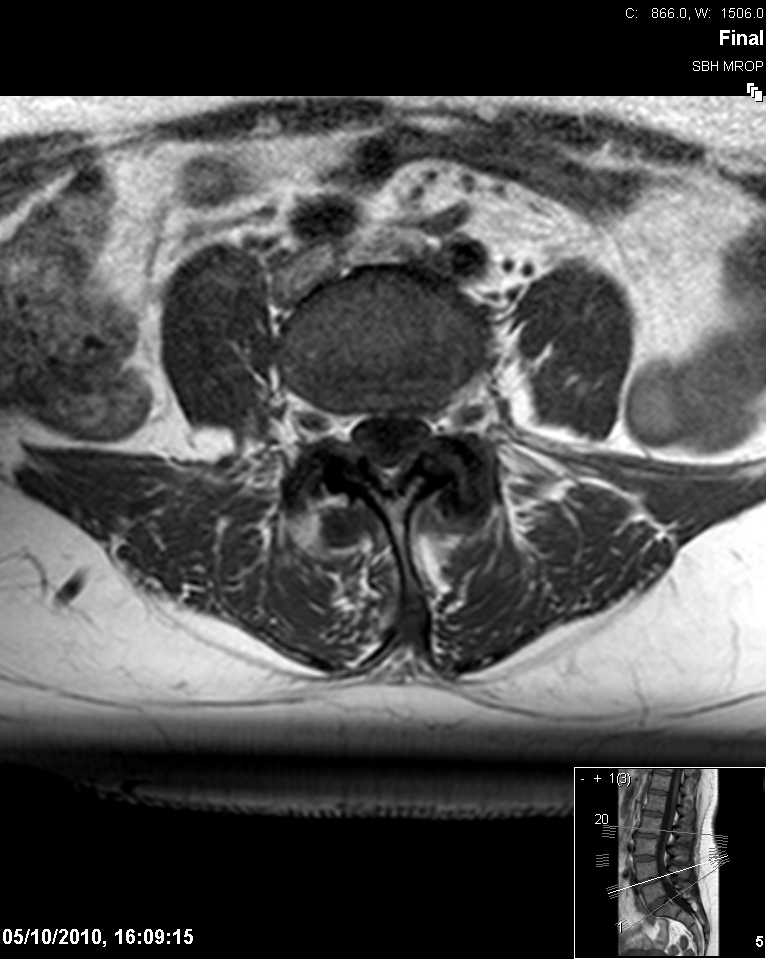 C: 866.0, W: 1506.0
Final
SBH MROP
- + 1(3)
20
1
05/10/2010, 16:09:15
5